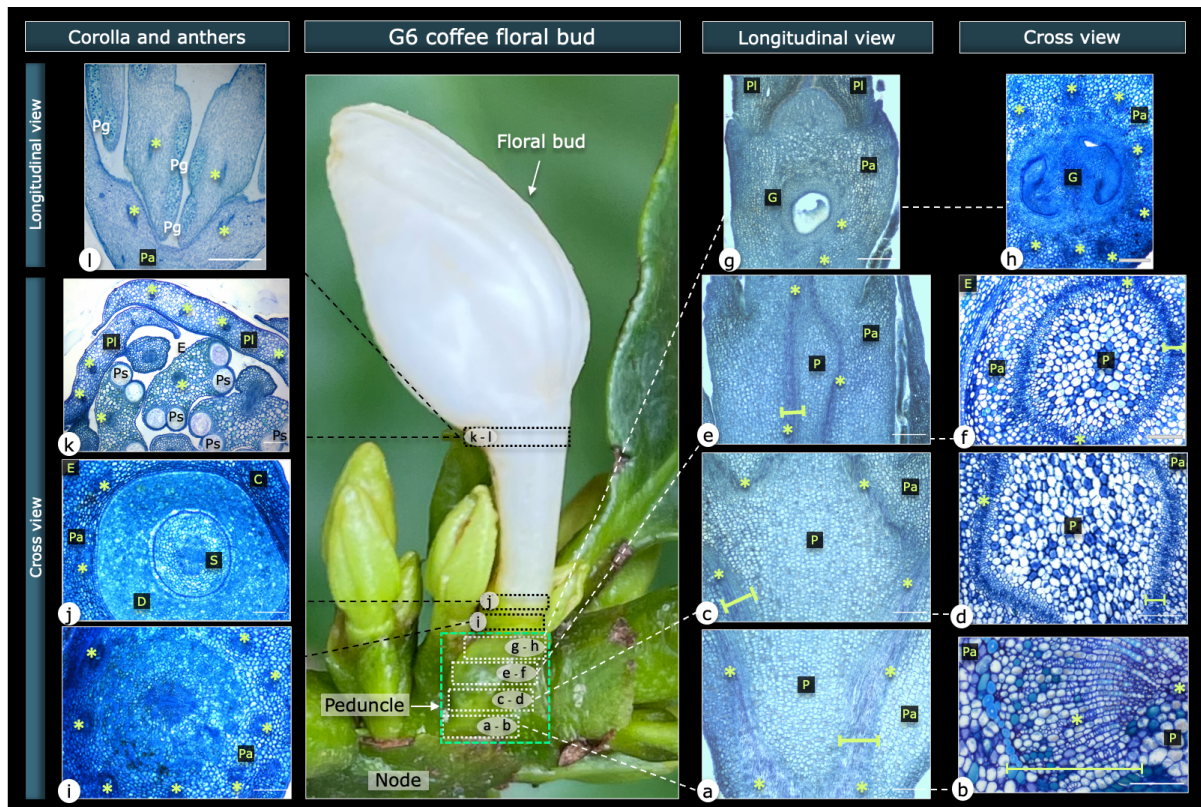 Corolla and anthers
G6 coffee floral bud
Longitudinal view
Cross view
Longitudinal view
Pg
Pg
Pg
Pa
l
Cross view
Pl
E
Pl
Ps
Ps
Ps
Ps
k
E
C
Pa
S
D
j
Pa
i
Floral bud
k - l
j
i
g - h
e - f
c - d
a - b
Peduncle
Node
Pl
Pl
Pa
G
g
Pa
G
h
Pa
P
e
E
Pa
P
f
Pa
P
c
Pa
P
d
P
Pa
a
Pa
P
b